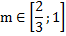 m ∈ [2/3; 1]